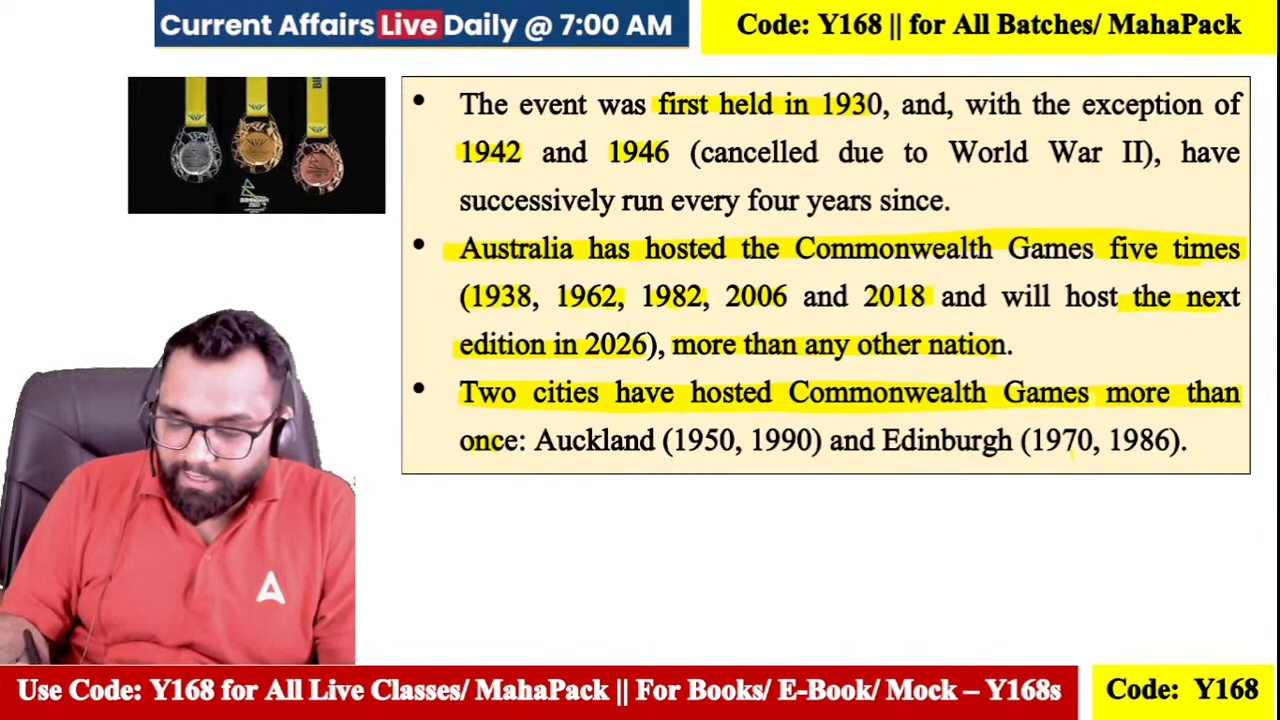 Current Affairs Live Daily @ 7:00 AM
Code: Y168 || for All Batches/ MahaPack
• The event was first held in 1930, and, with the exception of
1942 and 1946 (cancelled due to World War II), have
successively run every four years since.
• Australia has hosted the Commonwealth Games five times
(1938, 1962, 1982, 2006 and 2018 and will host the next
edition in 2026), more than any other nation.
• Two cities have hosted Commonwealth Games more than
once: Auckland (1950, 1990) and Edinburgh (1970, 1986).
Use Code: Y168 for All Live Classes/ MahaPack || For Books/ E-Book/ Mock – Y168s
Code: Y168